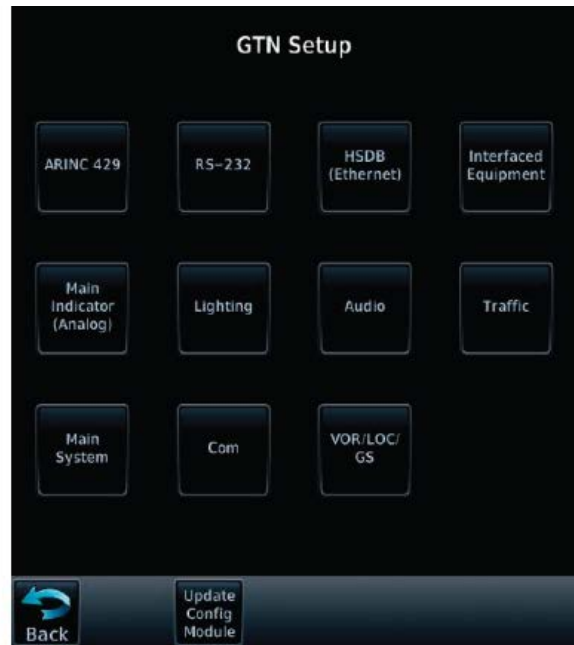 GTN Setup
ARINC 429
RS-232
HSDB
(Ethernet)
Interfaced
Equipment
Main
Indicator
(Analog)
Lighting
Audio
Traffic
Main
System
Com
VOR/LOC/
GS
Back
Update
Config
Module